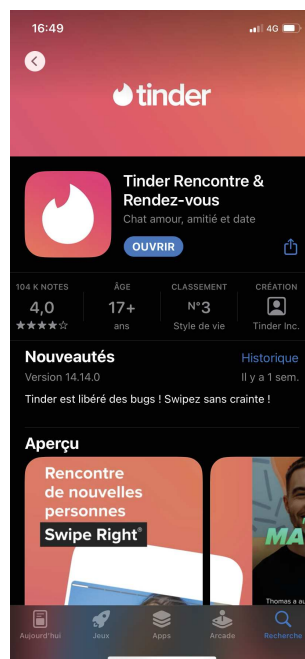 16:49
4G
tinder
Tinder Rencontre &
Rendez-vous
Chat amour, amitié et date
OUVRIR
104 K NOTES
ÂGE
CLASSEMENT
CRÉATION
4,0
17+
N°3
★★★★☆
ans
Style de vie
Tinder Inc.
Nouveautés
Historique
Version 14.14.0
Il y a 1 sem.
Tinder est libéré des bugs ! Swipez sans crainte !
Aperçu
Rencontre
de nouvelles
personnes
Swipe Right®
MA
Thomas a au
Aujourd'hui
Jeux
Apps
Arcade
Recherche